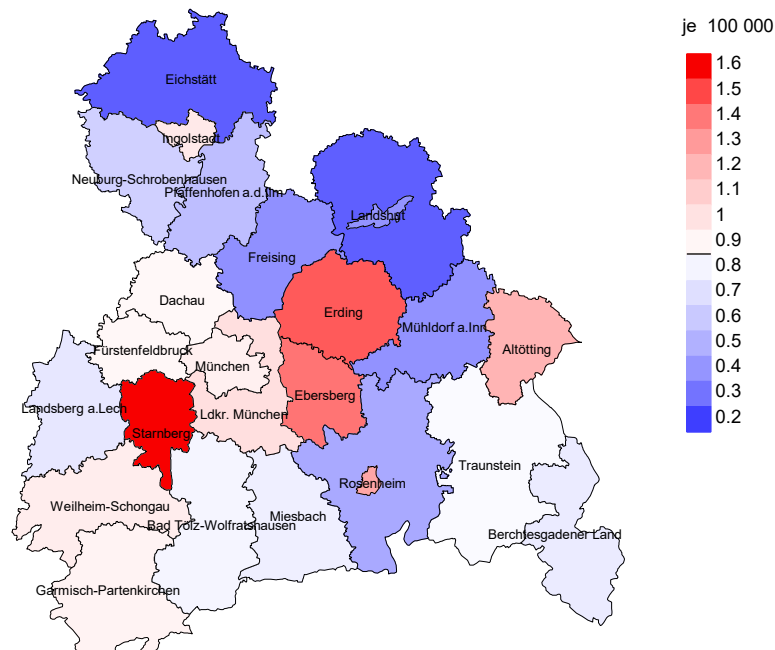 je 100 000
1.6
1.5
1.4
1.3
1.2
1.1
1
0.9
0.8
0.7
0.6
0.5
0.4
0.3
0.2
Eichstätt
Ingolstadt
Neuburg-Schrobenhausen
Pfaffenhofen a.d.Ilm
Landshut
Freising
Dachau
Erding
Mühldorf a.Inn
Altötting
Fürstenfeldbruck
München
Ebersberg
Landsberg a.Lech
Starnberg
Ldkr. München
Traunstein
Rosenheim
Weilheim-Schongau
Bad Tölz-Wolfratshausen
Miesbach
Berchtesgadener Land
Garmisch-Partenkirchen